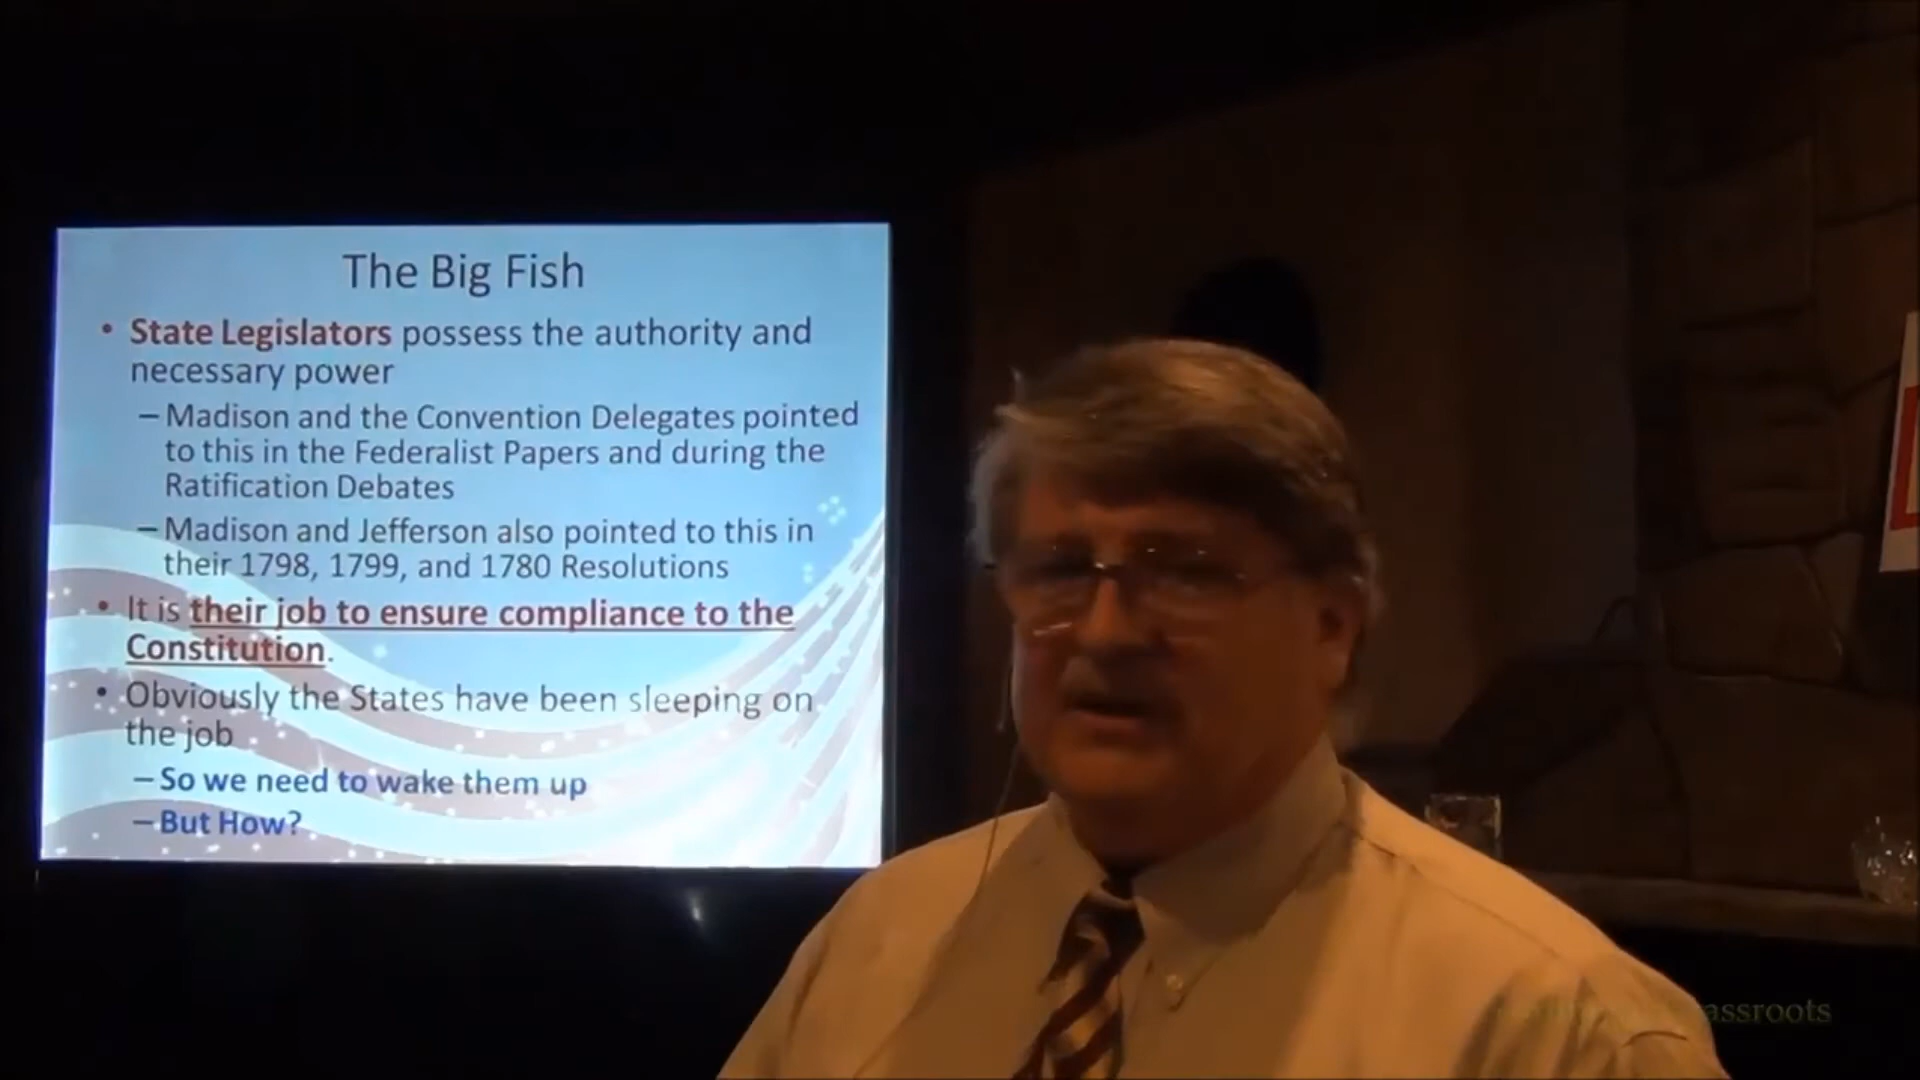 The Big Fish
• State Legislators possess the authority and
necessary power
– Madison and the Convention Delegates pointed
to this in the Federalist Papers and during the
Ratification Debates
– Madison and Jefferson also pointed to this in
their 1798, 1799, and 1780 Resolutions
• It is their job to ensure compliance to the
Constitution.
• Obviously the States have been sleeping on
the job
– So we need to wake them up
– But How?
assroots